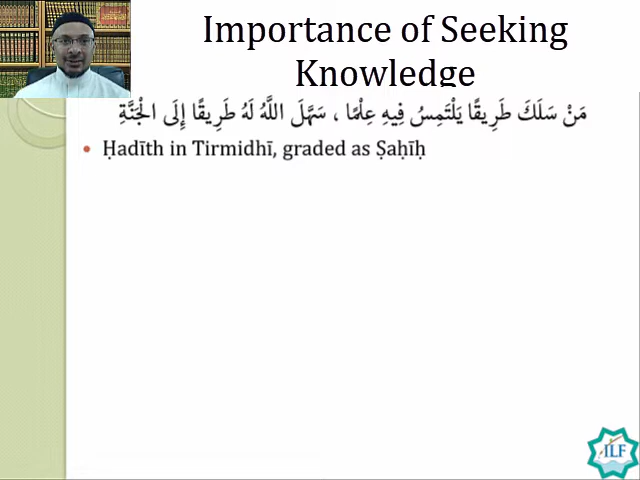 Importance of Seeking
Knowledge
مَنْ سَلَكَ طَرِيقًا يَلْتَمِسُ فِيهِ عِلْمًا ، سَهَّلَ اللَّهُ لَهُ طَرِيقًا إِلَى الْجَنَّةِ
• Ḥadīth in Tirmidhī, graded as Ṣaḥīḥ
ILF